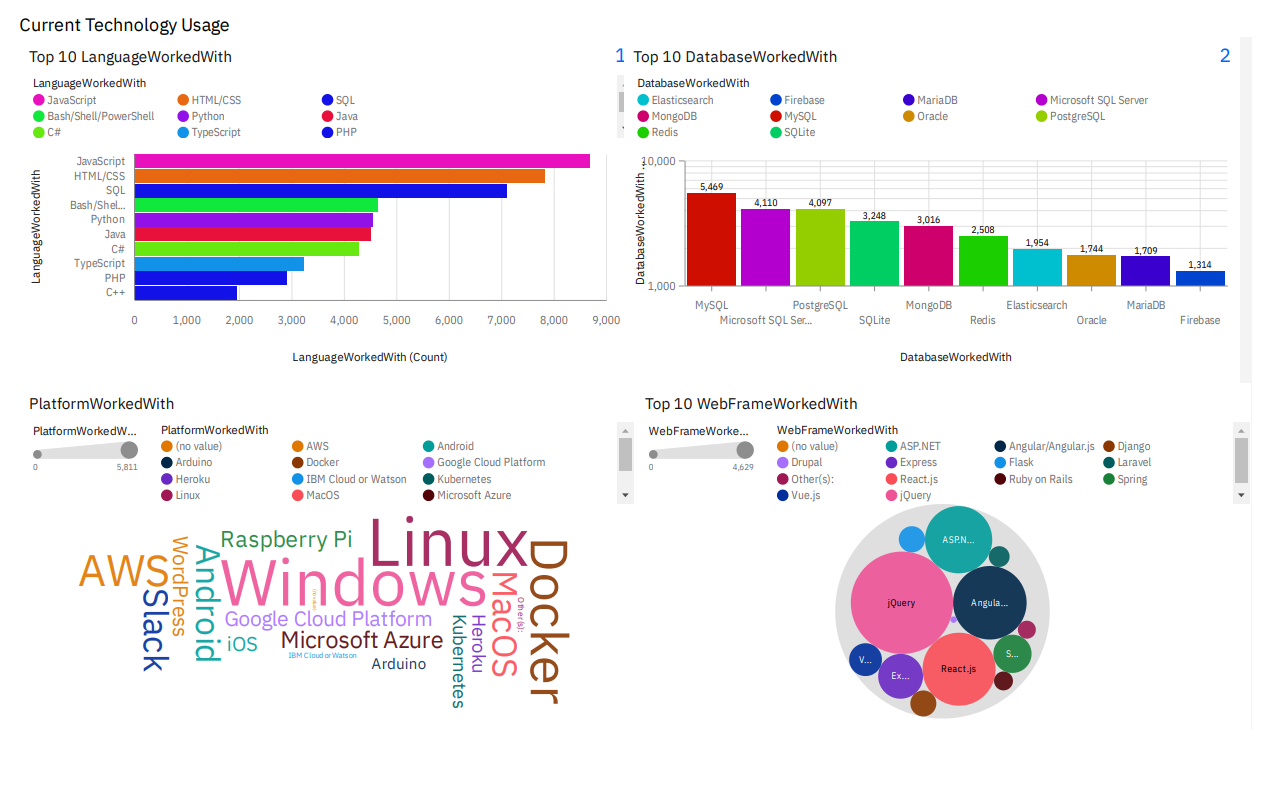 Current Technology Usage
Top 10 LanguageWorkedWith
1
LanguageWorkedWith
JavaScript HTML/CSS SQL
Bash/Shell/PowerShell Python Java
C# TypeScript PHP
LanguageWorkedWith
JavaScript
HTML/CSS
SQL
Bash/Shel...
Python
Java
C#
TypeScript
PHP
C++
0 1,000 2,000 3,000 4,000 5,000 6,000 7,000 8,000 9,000
LanguageWorkedWith (Count)
Top 10 DatabaseWorkedWith
2
DatabaseWorkedWith
Elasticsearch Firebase MariaDB Microsoft SQL Server
MongoDB MySQL Oracle PostgreSQL
Redis SQLite
DatabaseWorkedWith ...
10,000
1,000
5,469 4,110 4,097 3,248 3,016 2,508 1,954 1,744 1,709 1,314
MySQL PostgreSQL MongoDB Elasticsearch MariaDB
Microsoft SQL Ser... SQLite Redis Oracle Firebase
DatabaseWorkedWith
PlatformWorkedWith
PlatformWorkedW...
0 5,811
PlatformWorkedWith
(no value) AWS Android
Arduino Docker Google Cloud Platform
Heroku IBM Cloud or Watson Kubernetes
Linux MacOS Microsoft Azure
AWS
WordPress
Slack
Android
Raspberry Pi
Linux
Windows
Docker
MacOS
Other(s):
Google Cloud Platform
iOS
Microsoft Azure
IBM Cloud or Watson
Arduino
Kubernetes
Heroku
Top 10 WebFrameWorkedWith
WebFrameWorke...
0 4,629
WebFrameWorkedWith
(no value) ASP.NET Angular/Angular.js Django
Drupal Express Flask Laravel
Other(s): React.js Ruby on Rails Spring
Vue.js jQuery
ASP.N...
jQuery
Angula...
V...
Ex...
React.js
S...